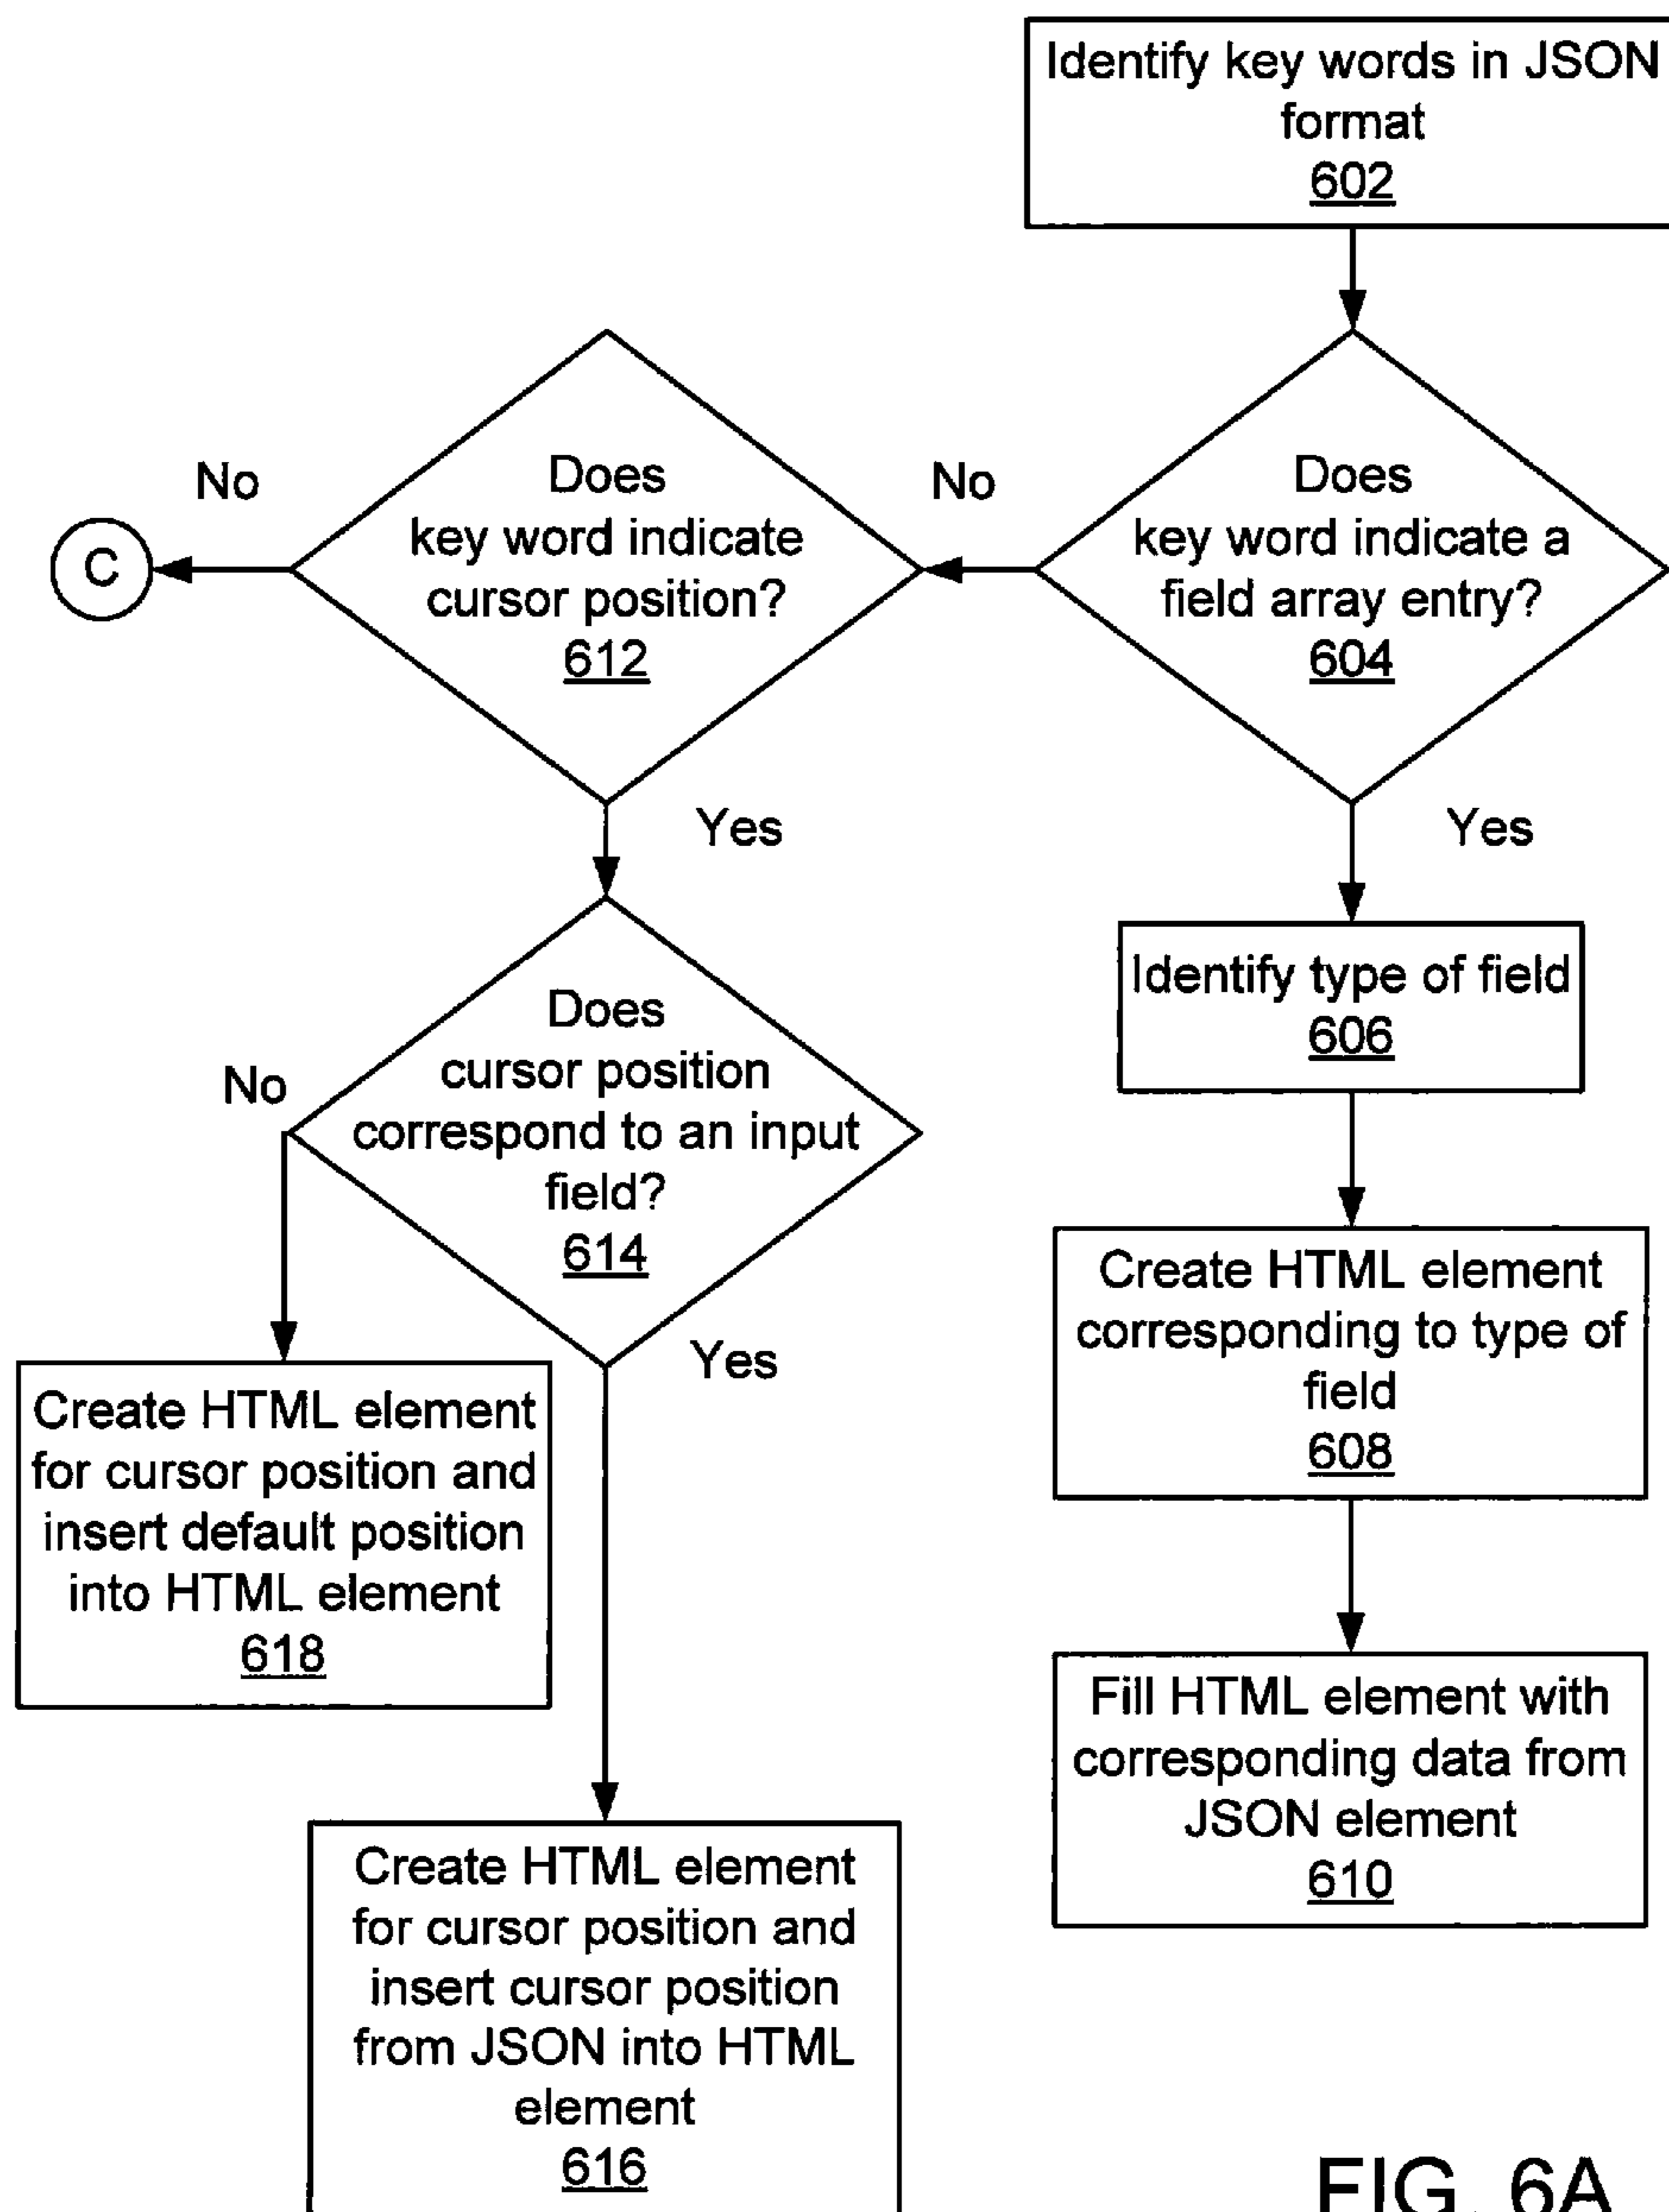 Identify key words in JSON
format
602
Does
key word indicate a
field array entry?
604
No
Yes
Does
key word indicate
cursor position?
612
No
C
Yes
Identify type of field
606
Does
cursor position
correspond to an input
field?
614
No
Yes
Create HTML element
corresponding to type of
field
608
Create HTML element
for cursor position and
insert default position
into HTML element
618
Fill HTML element with
corresponding data from
JSON element
610
Create HTML element
for cursor position and
insert cursor position
from JSON into HTML
element
616
FIG. 6A